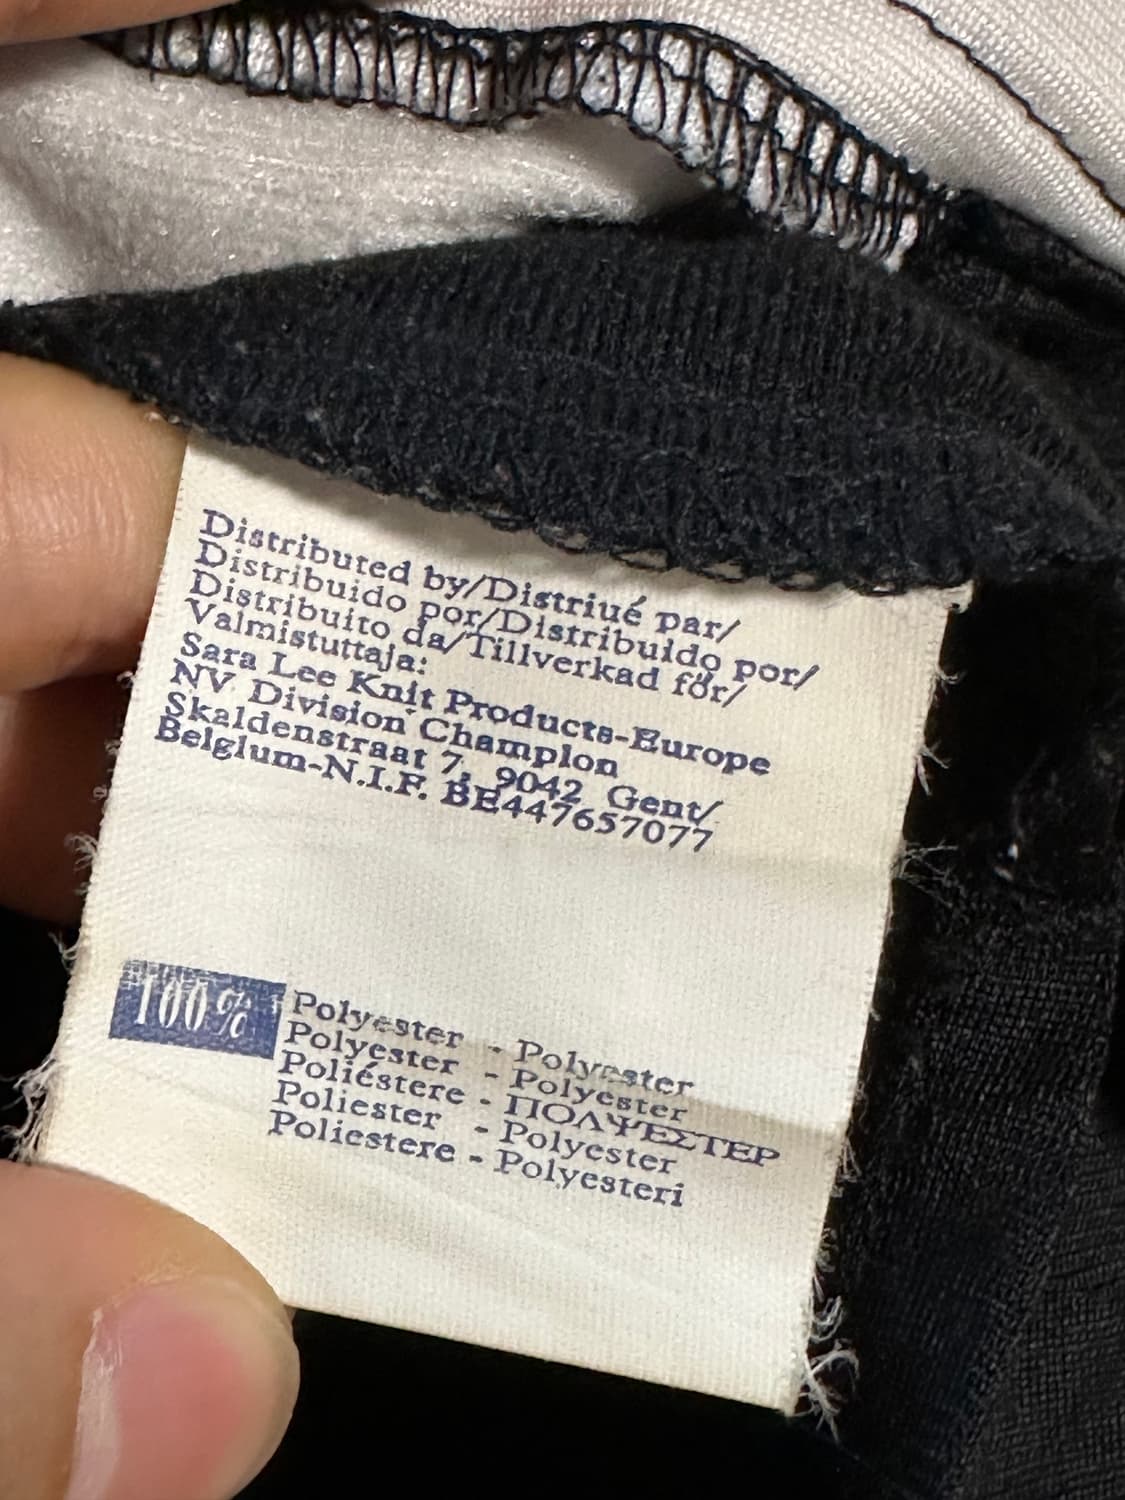 Distributed by/Distriué par/
Distribuido por/Distribuido por/
Distribuito da/Tillverkad för/
Valmistuttaja:
Sara Lee Knit Products-Europe
NV Division Champion
Skaldenstraat 7, 9042 Gent/
Belgium-N.I.F. BE447657077
100% Polyester - Polyester
Polyester - Polyester
Poliéstere - ΠΟΛΨΕΣΤΕΡ
Poliester - Polyester
Poliestere - Polyesteri